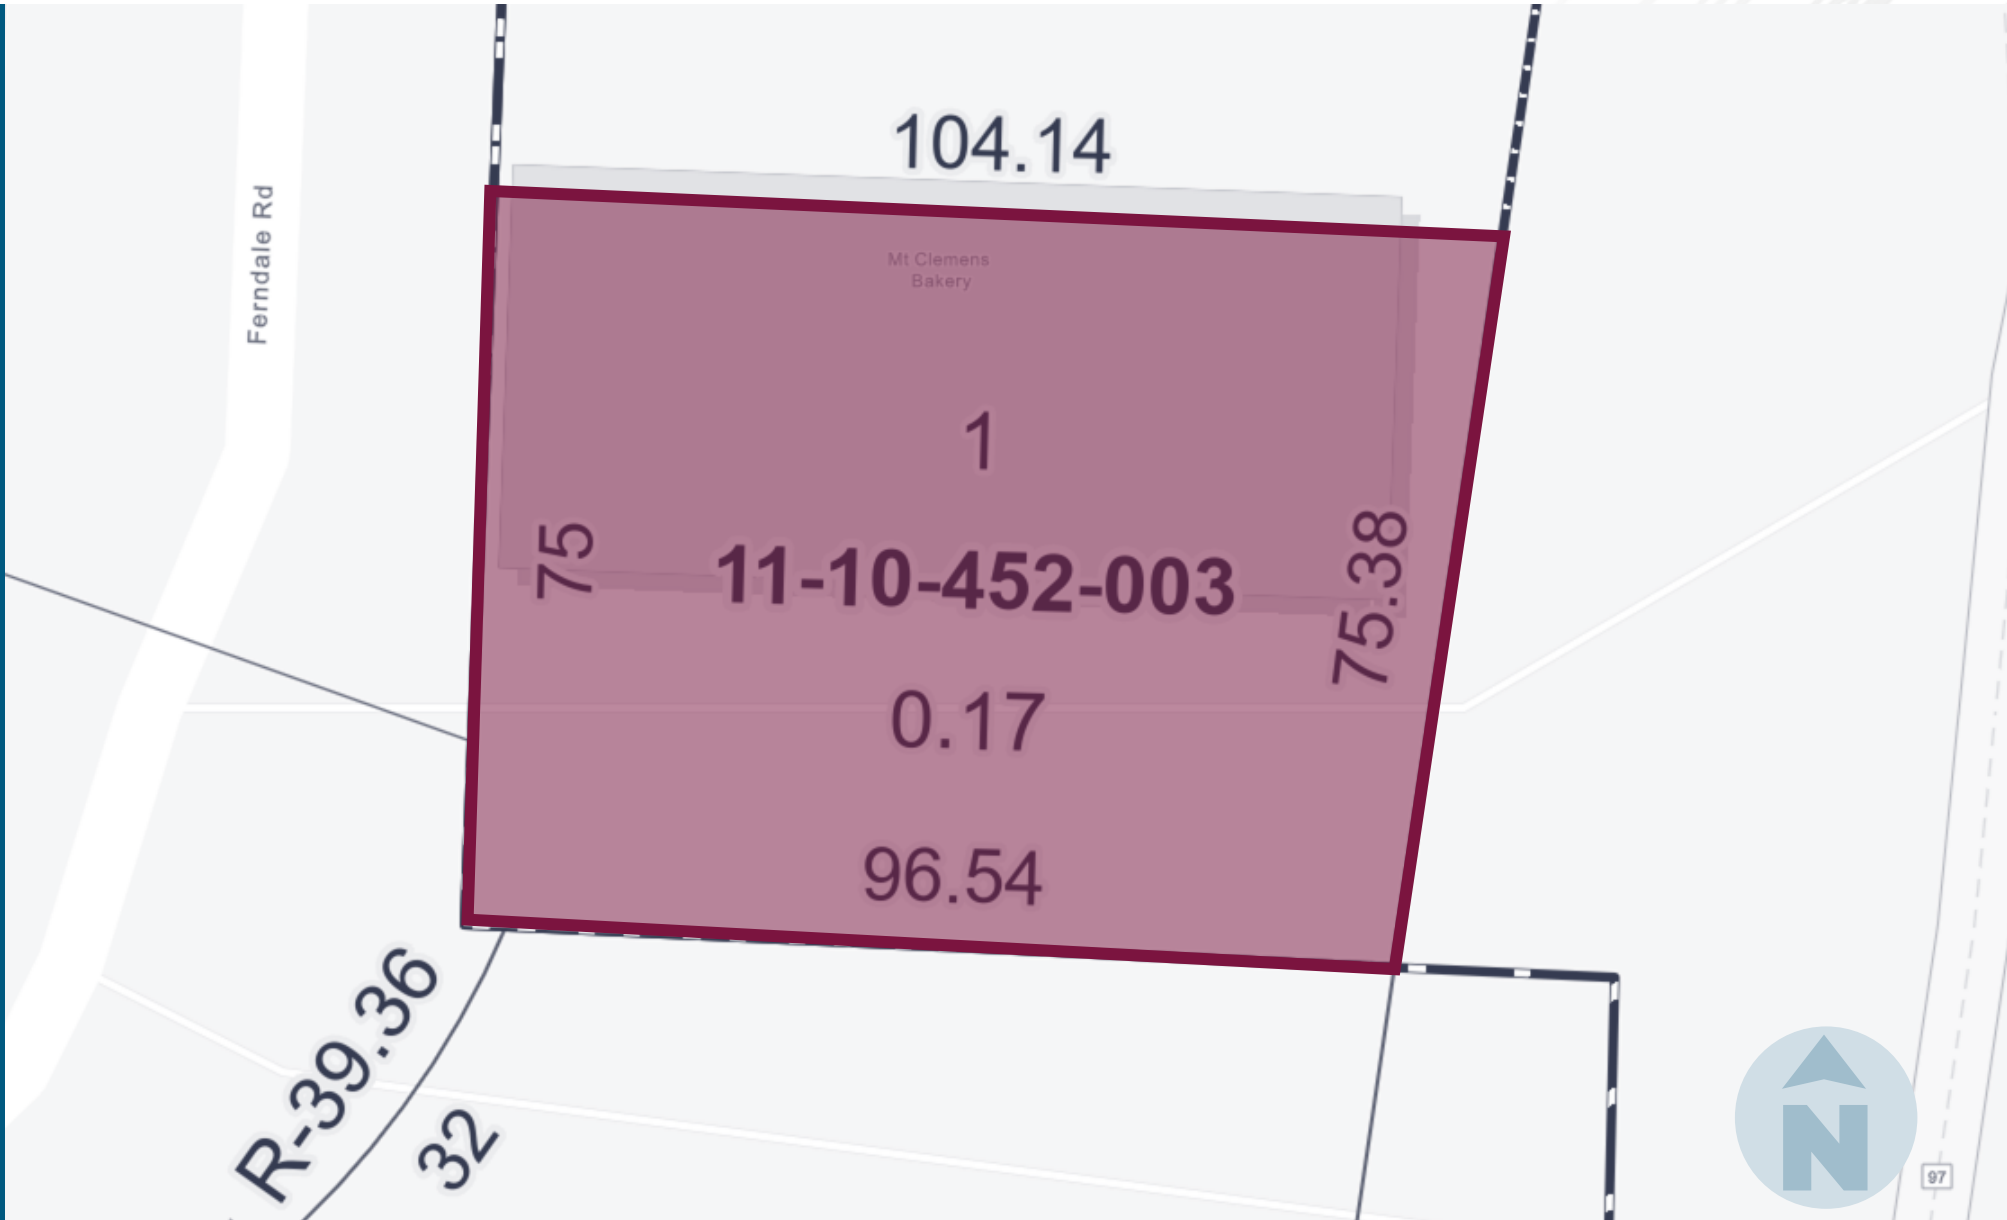 104.14
Ferndale Rd
Mt Clemens
Bakery
1
75
11-10-452-003
75.38
0.17
96.54
R-39.36
32
N
97